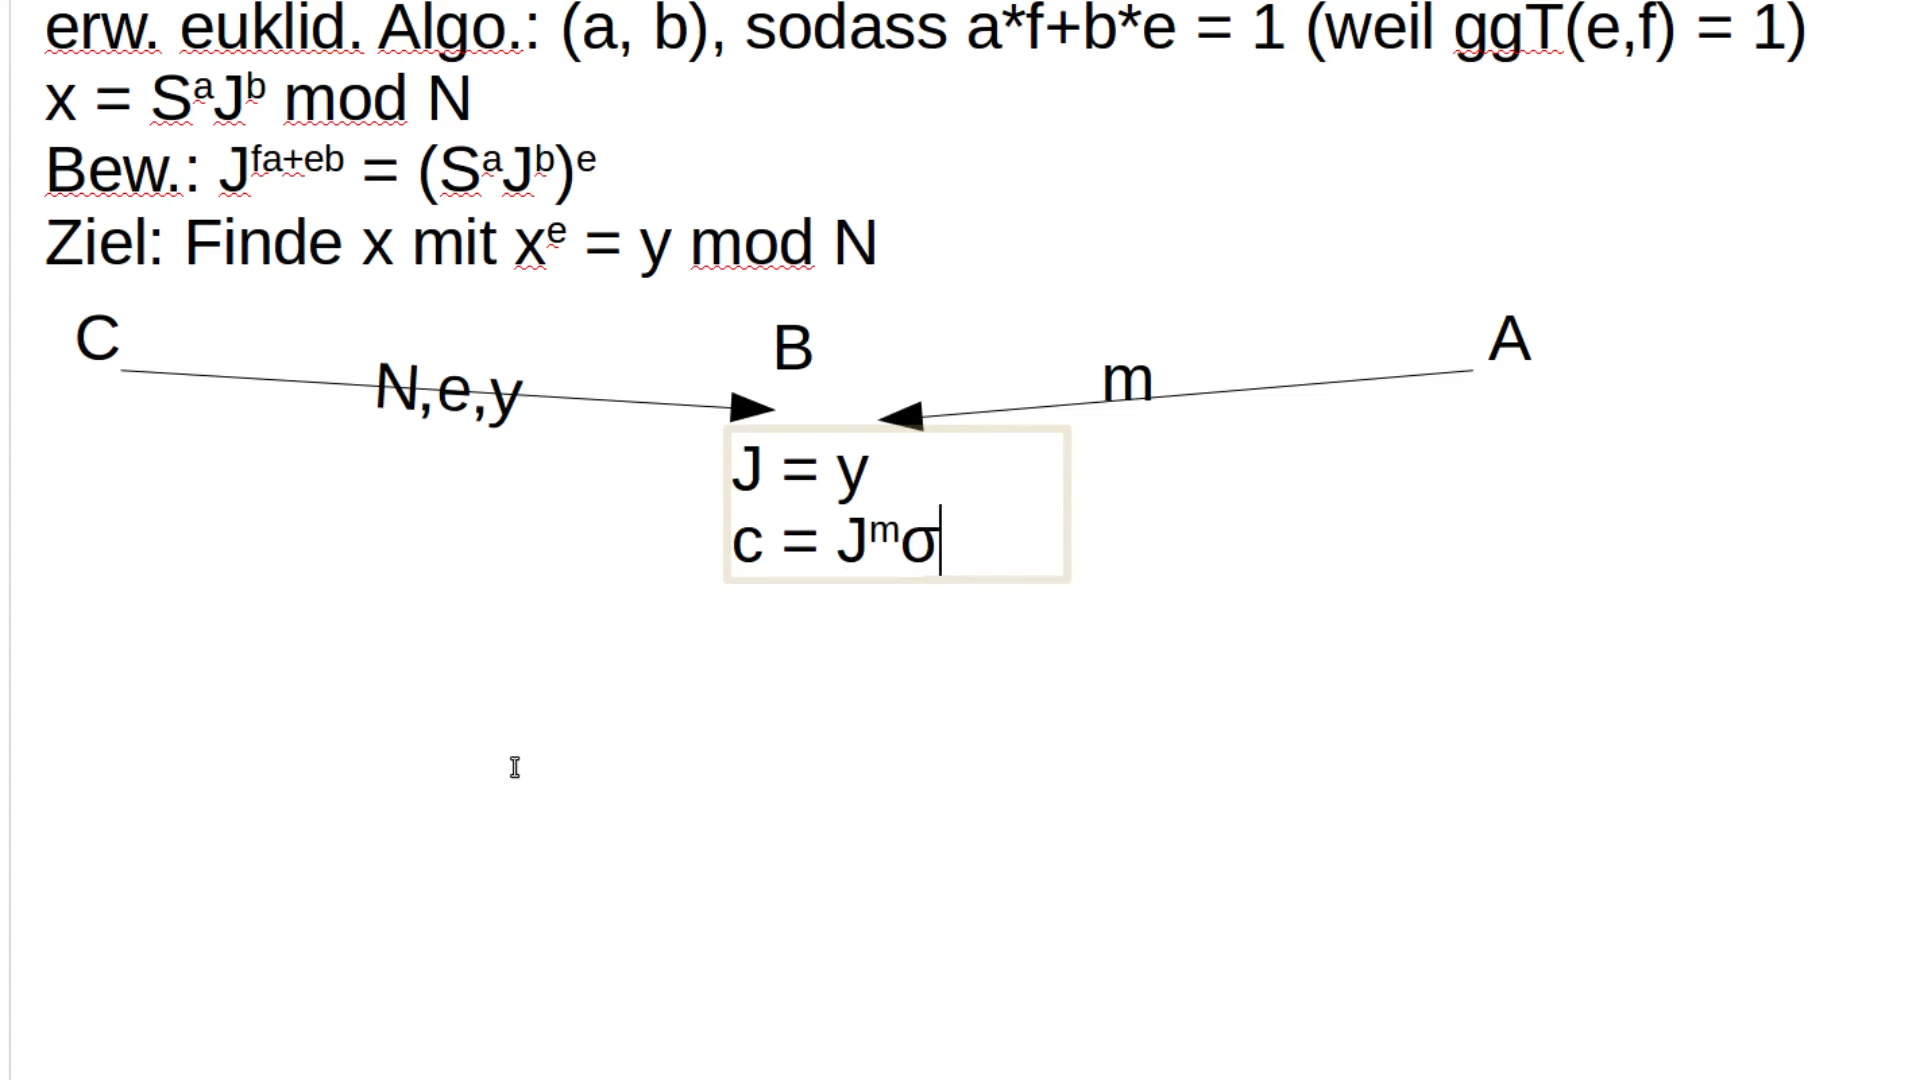 erw. euklid. Algo.: (a, b), sodass a*f+b*e = 1 (weil ggT(e,f) = 1)
x = SᵃJᵇ mod N
Bew.: Jᶠᵃ⁺ᵉᵇ = (SᵃJᵇ)ᵉ
Ziel: Finde x mit xᵉ = y mod N
C
B
A
N,e,y
m
J = y
c = Jᵐσ